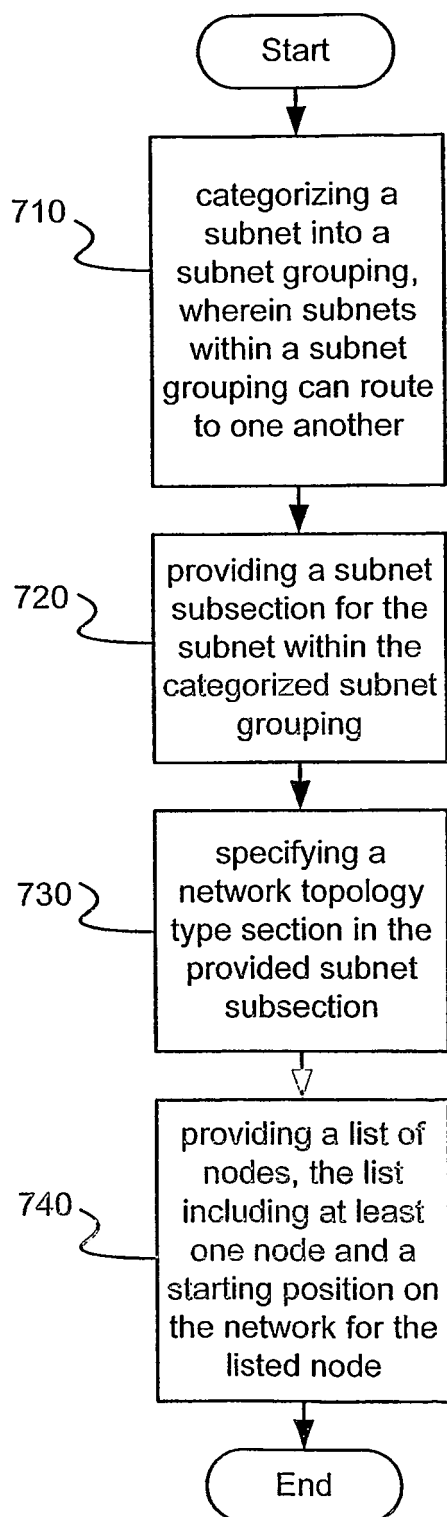 Start
710
categorizing a
subnet into a
subnet grouping,
wherein subnets
within a subnet
grouping can route
to one another
720
providing a subnet
subsection for the
subnet within the
categorized subnet
grouping
730
specifying a
network topology
type section in the
provided subnet
subsection
740
providing a list of
nodes, the list
including at least
one node and a
starting position on
the network for the
listed node
End